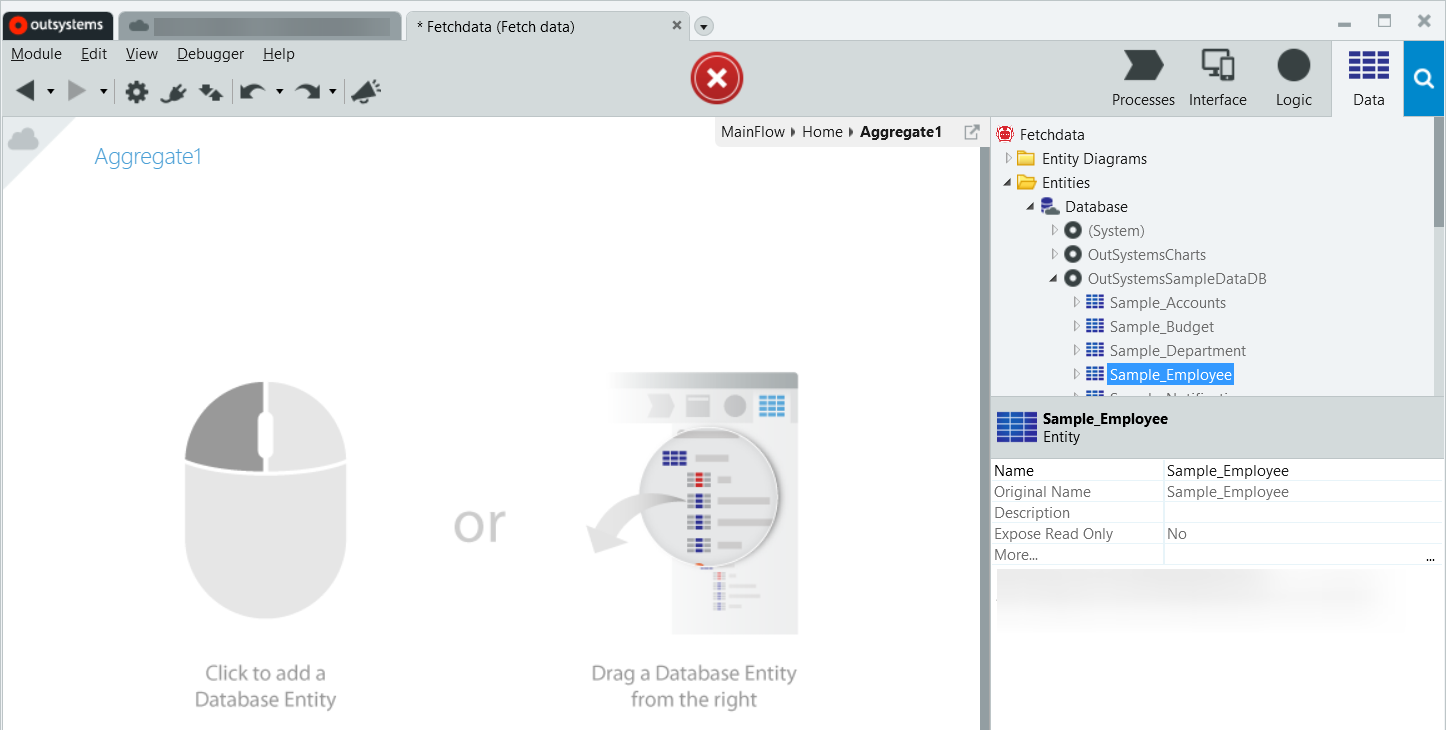 outsystems
* Fetchdata (Fetch data)
Module Edit View Debugger Help
Processes Interface Logic Data
MainFlow Home Aggregate1
Aggregate1
Fetchdata
Entity Diagrams
Entities
Database
(System)
OutSystemsCharts
OutSystemsSampleDataDB
Sample_Accounts
Sample_Budget
Sample_Department
Sample_Employee
Sample_Employee
Entity
Name Sample_Employee
Original Name Sample_Employee
Description
Expose Read Only No
More... ...
or
Click to add a
Database Entity
Drag a Database Entity
from the right